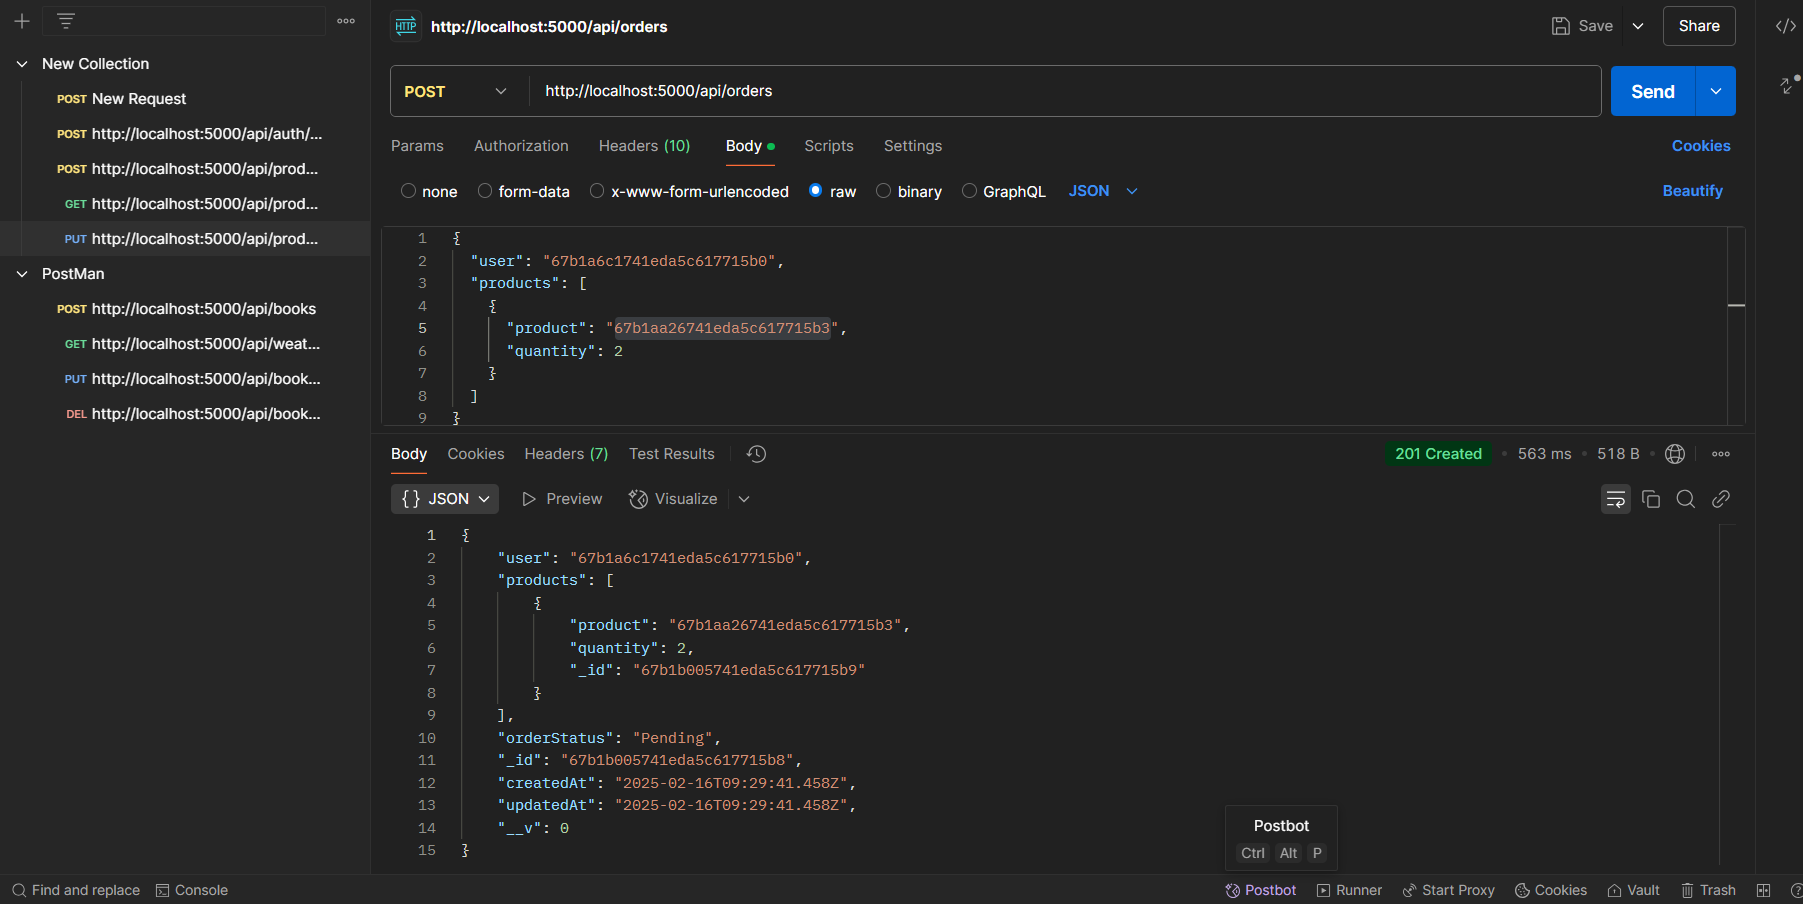 New Collection
POST New Request
POST http://localhost:5000/api/auth/...
POST http://localhost:5000/api/prod...
GET http://localhost:5000/api/prod...
PUT http://localhost:5000/api/prod...
PostMan
POST http://localhost:5000/api/books
GET http://localhost:5000/api/weat...
PUT http://localhost:5000/api/book...
DEL http://localhost:5000/api/book...
HTTP http://localhost:5000/api/orders
Save Share
POST http://localhost:5000/api/orders Send
Params Authorization Headers (10) Body Scripts Settings Cookies
none form-data x-www-form-urlencoded raw binary GraphQL JSON Beautify
1 {
2 "user": "67b1a6c1741eda5c617715b0",
3 "products": [
4 {
5 "product": "67b1aa26741eda5c617715b3",
6 "quantity": 2
7 }
8 ]
9 }
Body Cookies Headers (7) Test Results 201 Created • 563 ms • 518 B
{} JSON Preview Visualize
1 {
2 "user": "67b1a6c1741eda5c617715b0",
3 "products": [
4 {
5 "product": "67b1aa26741eda5c617715b3",
6 "quantity": 2,
7 "_id": "67b1b005741eda5c617715b9"
8 }
9 ],
10 "orderStatus": "Pending",
11 "_id": "67b1b005741eda5c617715b8",
12 "createdAt": "2025-02-16T09:29:41.458Z",
13 "updatedAt": "2025-02-16T09:29:41.458Z",
14 "__v": 0
15 }
Postbot
Ctrl Alt P
Find and replace Console Postbot Runner Start Proxy Cookies Vault Trash